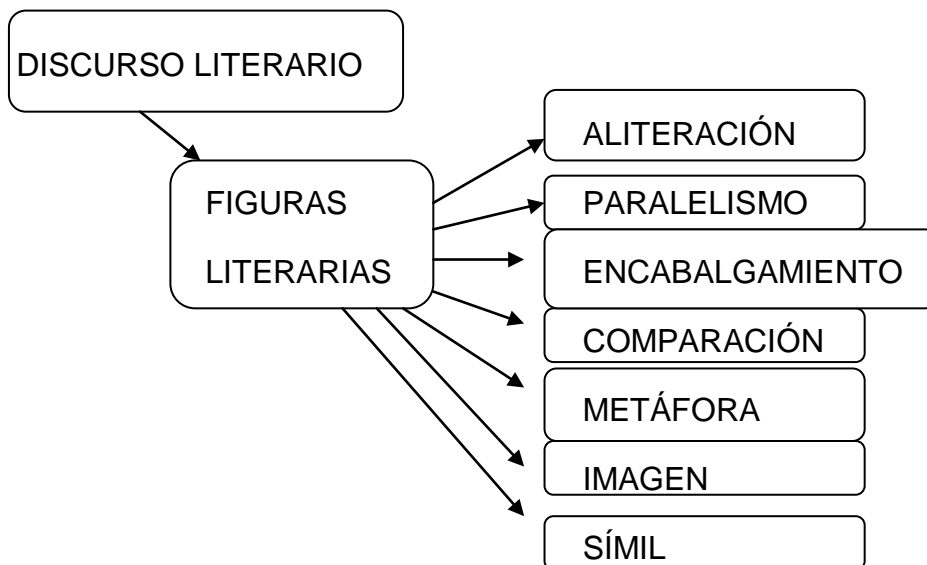 DISCURSO LITERARIO
FIGURAS
LITERARIAS
ALITERACIÓN
PARALELISMO
ENCABALGAMIENTO
COMPARACIÓN
METÁFORA
IMAGEN
SÍMIL